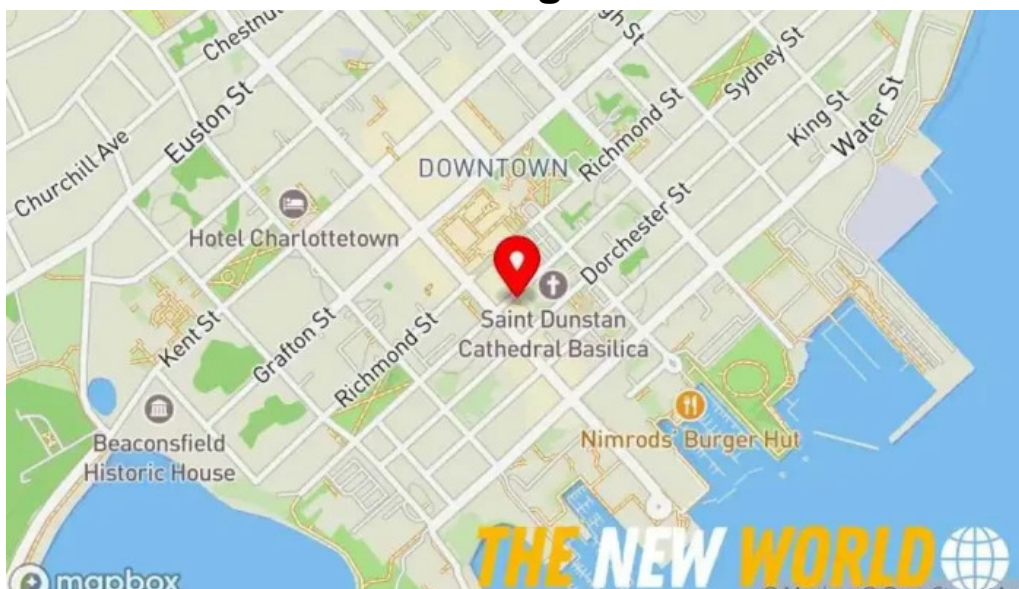 Chestnut
Sydney St
Euston St
Richmond St
King St
Water St
Churchill Ave
DOWNTOWN
Hotel Charlottetown
Dorchester St
Saint Dunstan
Cathedral Basilica
Kent St
Grafton St
Richmond St
Beaconsfield
Historic House
Nimrods' Burger Hut
THE NEW WORLD
mapbox